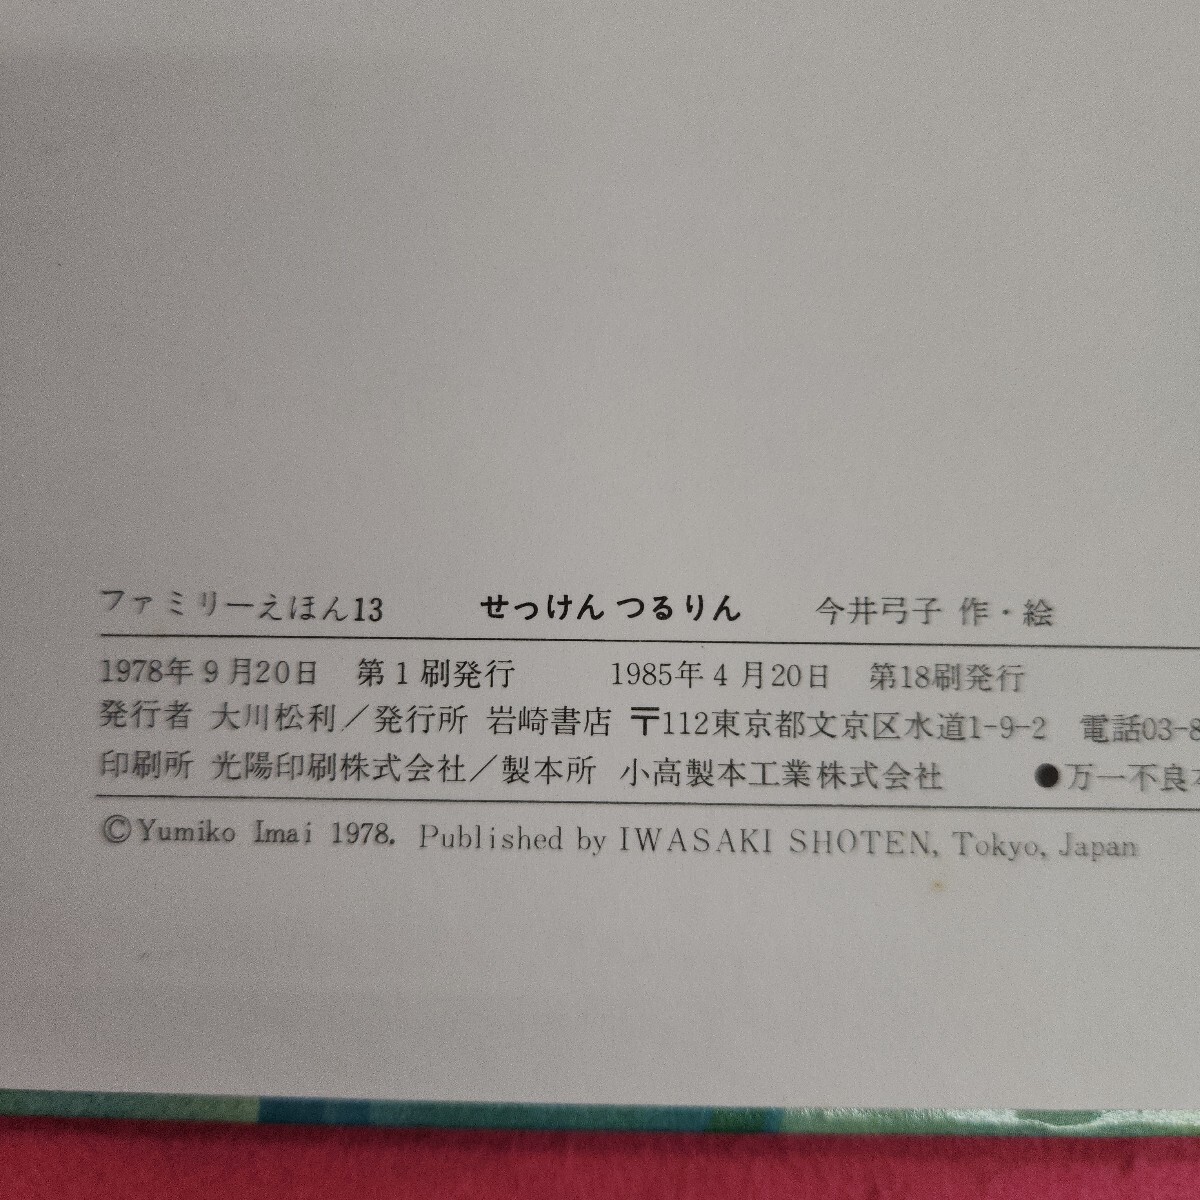 ファミリーえほん13　せっけん つるりん　今井弓子 作・絵
1978年9月20日　第1刷発行　1985年4月20日　第18刷発行
発行者 大川松利／発行所 岩崎書店 〒112東京都文京区水道1-9-2　電話03-8
印刷所 光陽印刷株式会社／製本所 小高製本工業株式会社　●万一不良本
©Yumiko Imai 1978. Published by IWASAKI SHOTEN, Tokyo, Japan